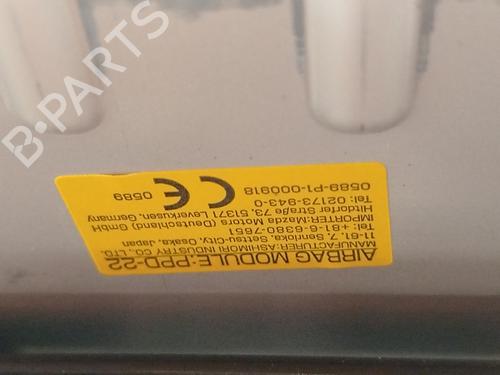 B-PARTS
AIRBAG MODULE:PPD-22
MANUFACTURER:ASHIMORI INDUSTRY CO., LTD.
11-61, 7, Senrioka, Settsu-City, Osaka, Japan
Tel: +81-6-6380-7651
IMPORTER:Mazda Motors (Deutschland) GmbH
Hitdorfer Straße 73, 51371 Leverkusen, Germany
Tel: 02173-943-0
0589-P1-000918
CE 0589